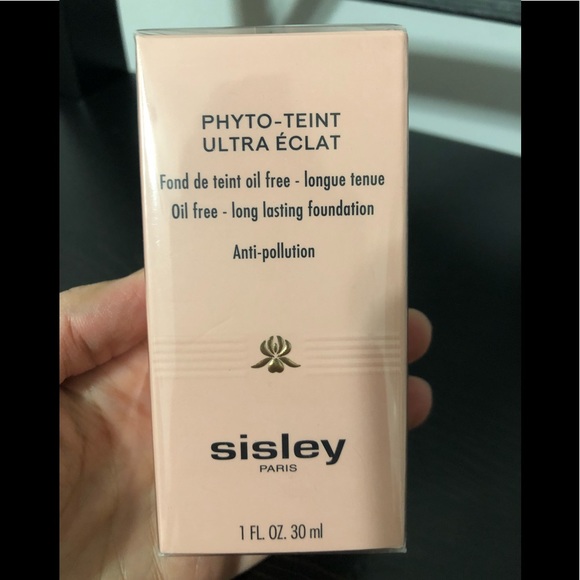 PHYTO-TEINT
ULTRA ÉCLAT
Fond de teint oil free - longue tenue
Oil free - long lasting foundation
Anti-pollution
sisley
PARIS
1 FL. OZ. 30 ml